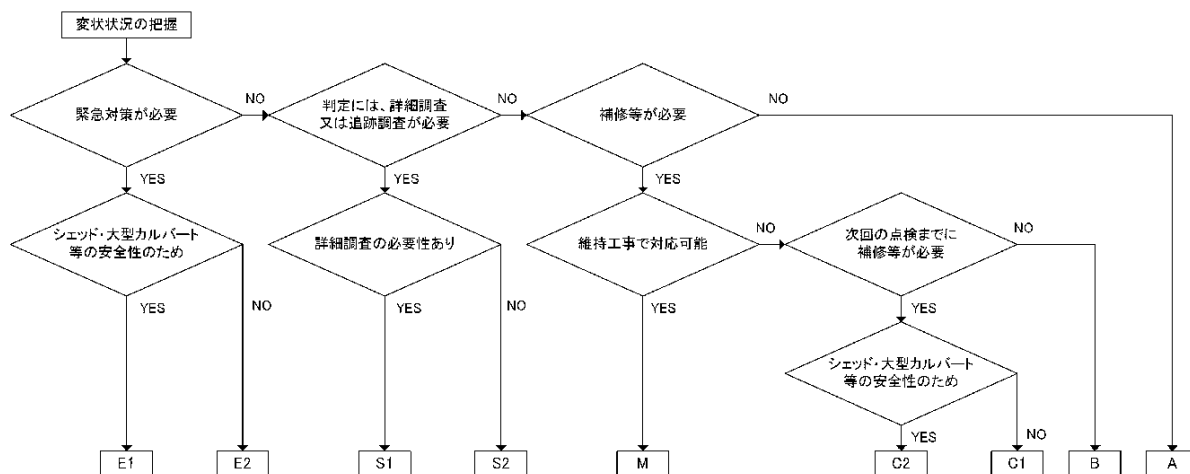 変状状況の把握
緊急対策が必要
NO
判定には、詳細調査
又は追跡調査が必要
NO
補修等が必要
NO
YES
YES
YES
シェッド・大型カルバート
等の安全性のため
詳細調査の必要性あり
維持工事で対応可能
NO
次回の点検までに
補修等が必要
NO
YES
NO
YES
NO
YES
YES
シェッド・大型カルバート
等の安全性のため
YES
NO
E1
E2
S1
S2
M
C2
C1
B
A